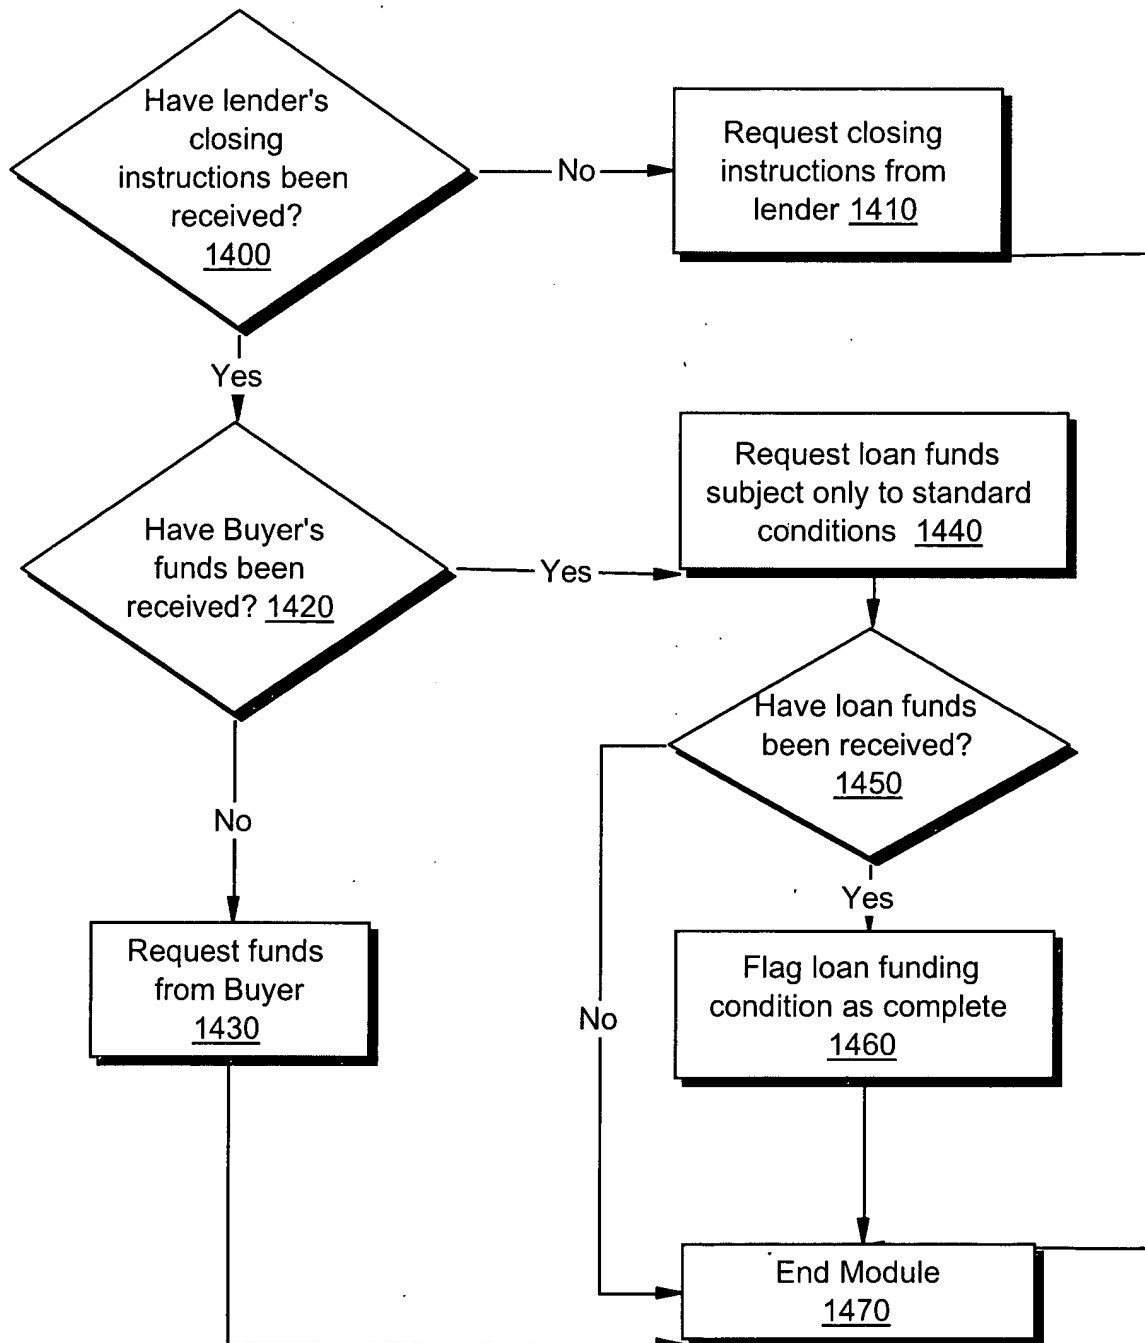 Have lender's
closing
instructions been
received?
1400
No
Request closing
instructions from
lender 1410
Yes
Have Buyer's
funds been
received? 1420
Yes
Request loan funds
subject only to standard
conditions 1440
Have loan funds
been received?
1450
No
Request funds
from Buyer
1430
Yes
Flag loan funding
condition as complete
1460
No
End Module
1470